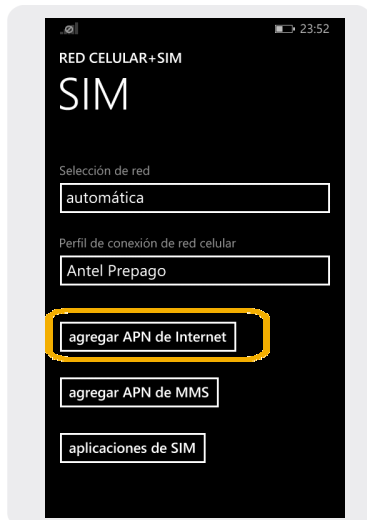 23:52
RED CELULAR+SIM
SIM
Selección de red
automática
Perfil de conexión de red celular
Antel Prepago
agregar APN de Internet
agregar APN de MMS
aplicaciones de SIM